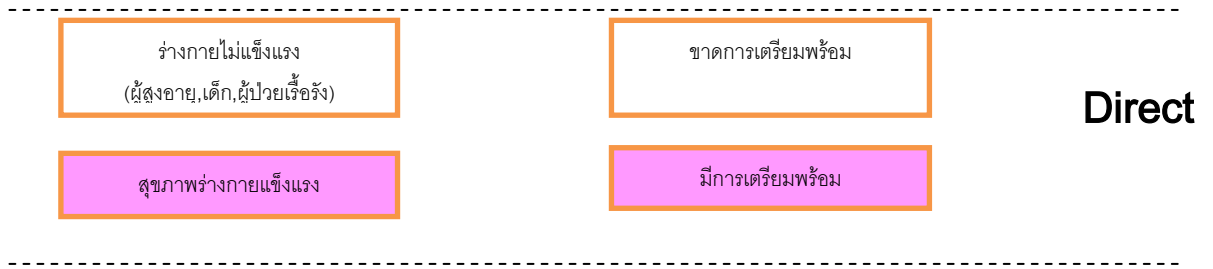 ร่างกายไม่แข็งแรง
(ผู้สูงอายุ,เด็ก,ผู้ป่วยเรื้อรัง)
ขาดการเตรียมพร้อม
Direct
สุขภาพร่างกายแข็งแรง
มีการเตรียมพร้อม